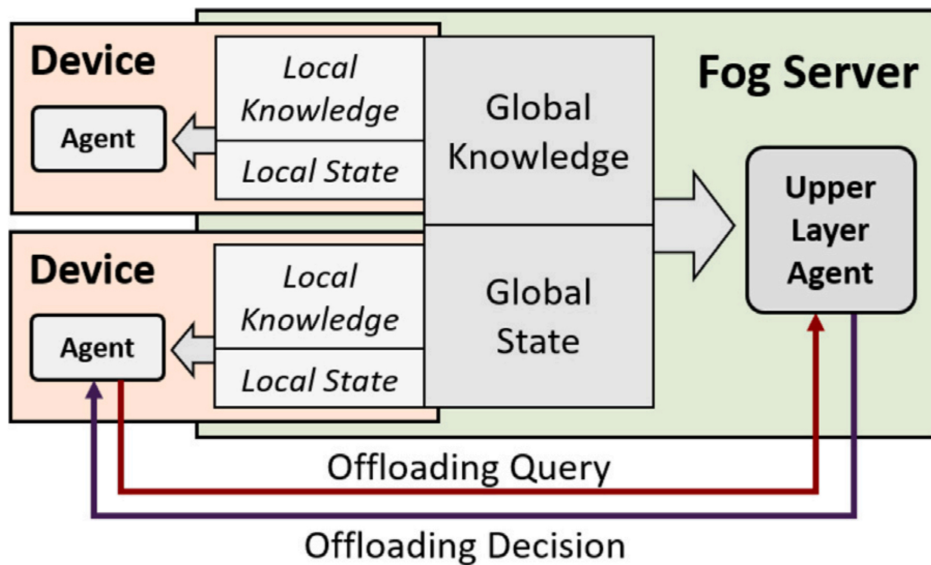 Device
Agent
Local
Knowledge
Local State
Global
Knowledge
Fog Server
Upper
Layer
Agent
Device
Agent
Local
Knowledge
Local State
Global
State
Offloading Query
Offloading Decision